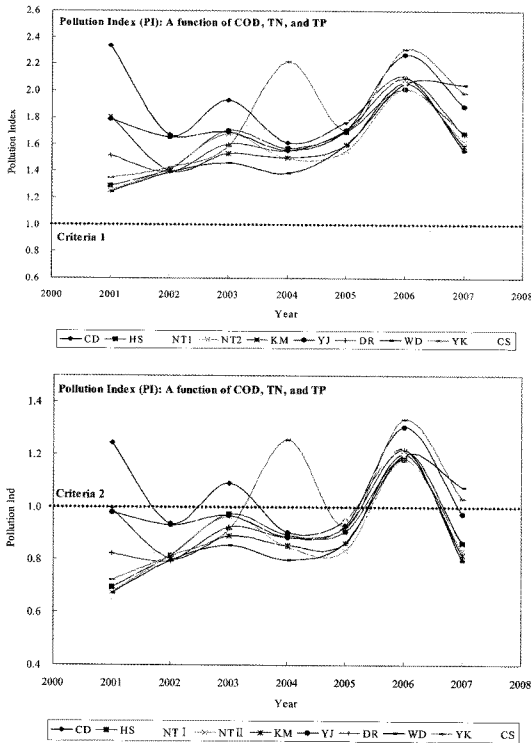 Pollution Index (PI): A function of COD, TN, and TP
2.6
2.4
2.2
2.0
1.8
1.6
1.4
1.2
1.0
0.8
0.6
Pollution Index
Criteria 1
2000 2001 2002 2003 2004 2005 2006 2007 2008
Year
CD HS NT1 NT2 KM YJ DR WD YK CS
Pollution Index (PI): A function of COD, TN, and TP
1.4
1.2
1.0
0.8
0.6
0.4
Pollution Ind
Criteria 2
2000 2001 2002 2003 2004 2005 2006 2007 2008
Year
CD HS NTⅠ NTⅡ KM YJ DR WD YK CS